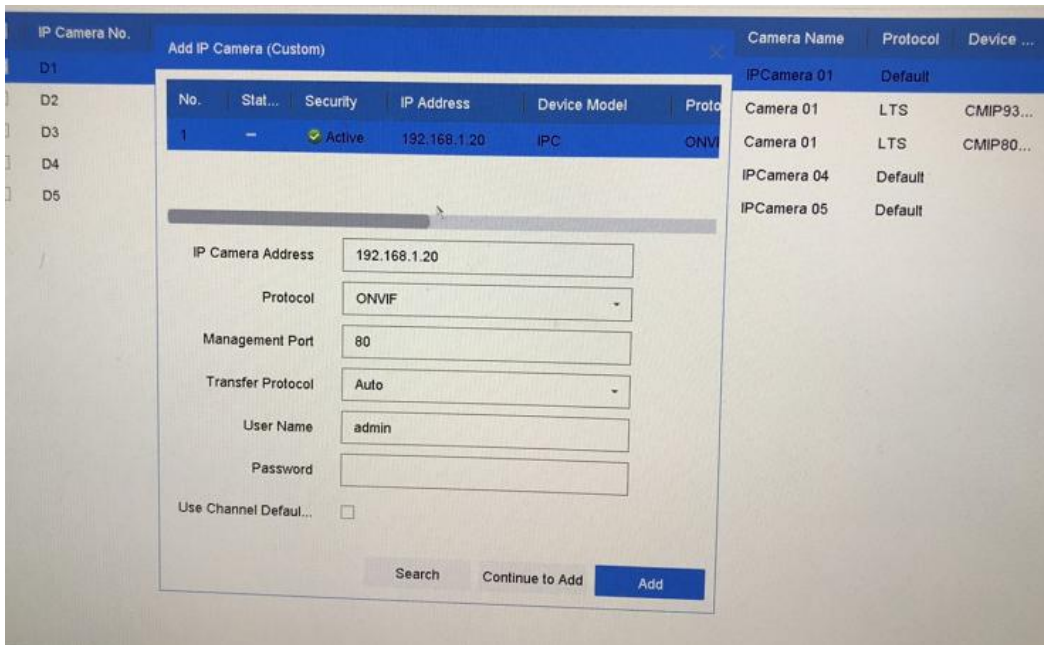 IP Camera No.
Camera Name Protocol Device ...
Add IP Camera (Custom)
D1
IPCamera 01 Default
No. Stat... Security IP Address Device Model Proto
D2
Camera 01 LTS CMIP93...
1 Active 192.168.1.20 IPC ONVI
D3
Camera 01 LTS CMIP80...
D4
IPCamera 04 Default
D5
IPCamera 05 Default
IP Camera Address 192.168.1.20
Protocol ONVIF
Management Port 80
Transfer Protocol Auto
User Name admin
Password
Use Channel Defaul...
Search Continue to Add Add